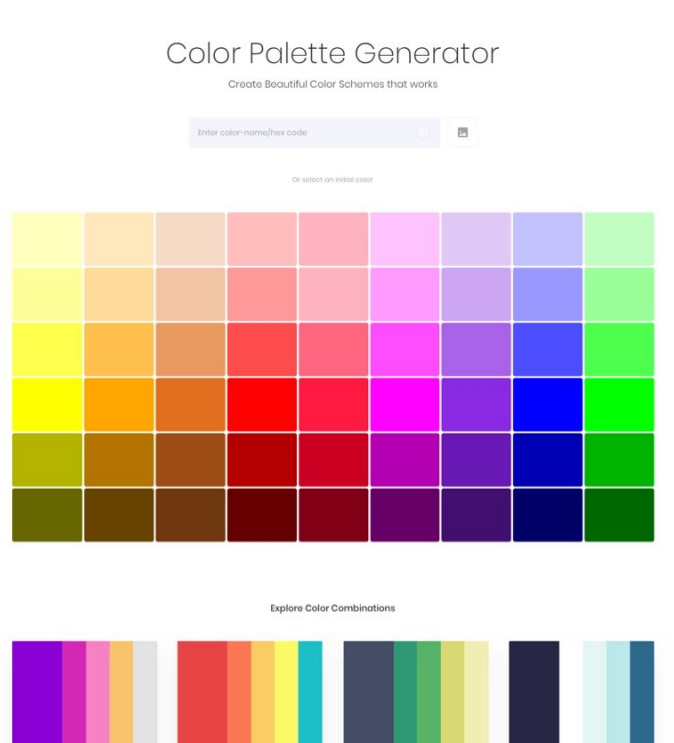 Color Palette Generator
Create Beautiful Color Schemes that works
Enter color-name/hex code
Or select an initial color
Explore Color Combinations